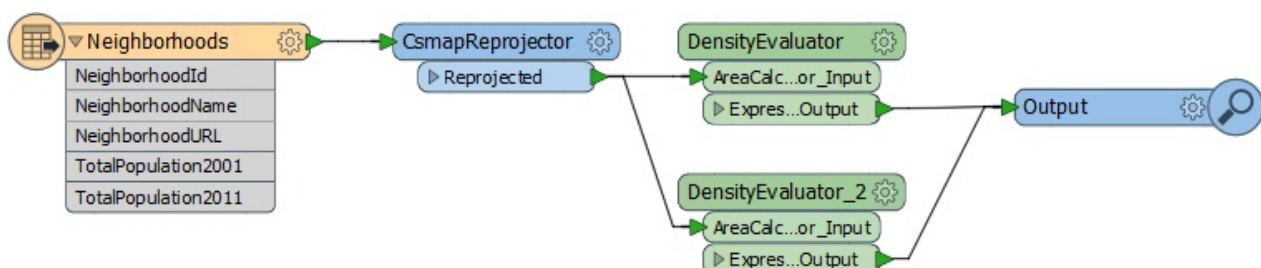 Neighborhoods
NeighborhoodId
NeighborhoodName
NeighborhoodURL
TotalPopulation2001
TotalPopulation2011
CsmapReprojector
Reprojected
DensityEvaluator
AreaCalc...or_Input
Expres...Output
DensityEvaluator_2
AreaCalc...or_Input
Expres...Output
Output